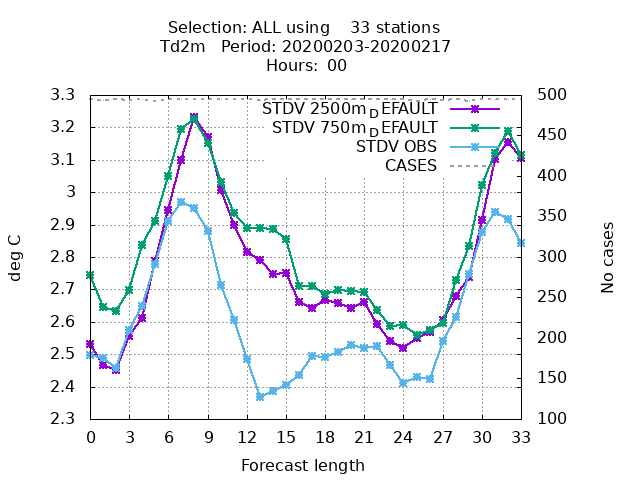 Selection: ALL using    33 stations
Td2m   Period: 20200203-20200217
Hours:  00
STDV 2500m_DEFAULT
STDV 750m_DEFAULT
STDV OBS
CASES
3.3
3.2
3.1
3
2.9
2.8
2.7
2.6
2.5
2.4
2.3
deg C
500
450
400
350
300
250
200
150
100
No cases
0 3 6 9 12 15 18 21 24 27 30 33
Forecast length